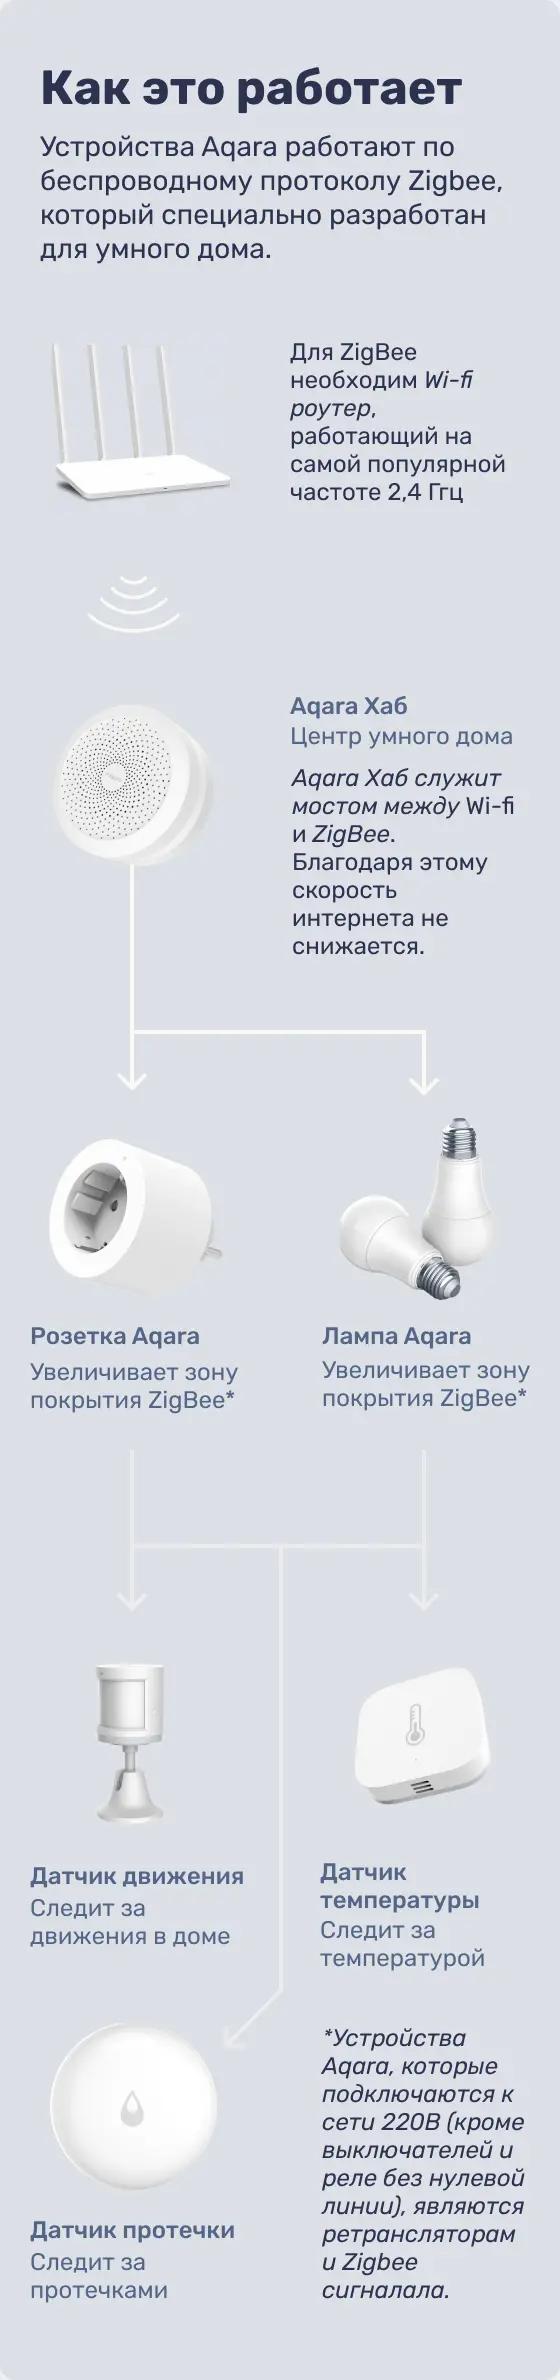 Как это работает
Устройства Aqara работают по
беспроводному протоколу Zigbee,
который специально разработан
для умного дома.
Для ZigBee
необходим Wi-fi
роутер,
работающий на
самой популярной
частоте 2,4 Ггц
Aqara Хаб
Центр умного дома
Aqara Хаб служит
мостом между Wi-fi
и ZigBee.
Благодаря этому
скорость
интернета не
снижается.
Розетка Aqara
Увеличивает зону
покрытия ZigBee*
Лампа Aqara
Увеличивает зону
покрытия ZigBee*
Датчик движения
Следит за
движения в доме
Датчик
температуры
Следит за
температурой
Датчик протечки
Следит за
протечками
*Устройства
Aqara, которые
подключаются к
сети 220В (кроме
выключателей и
реле без нулевой
линии), являются
ретрансляторам
и Zigbee
сигналала.